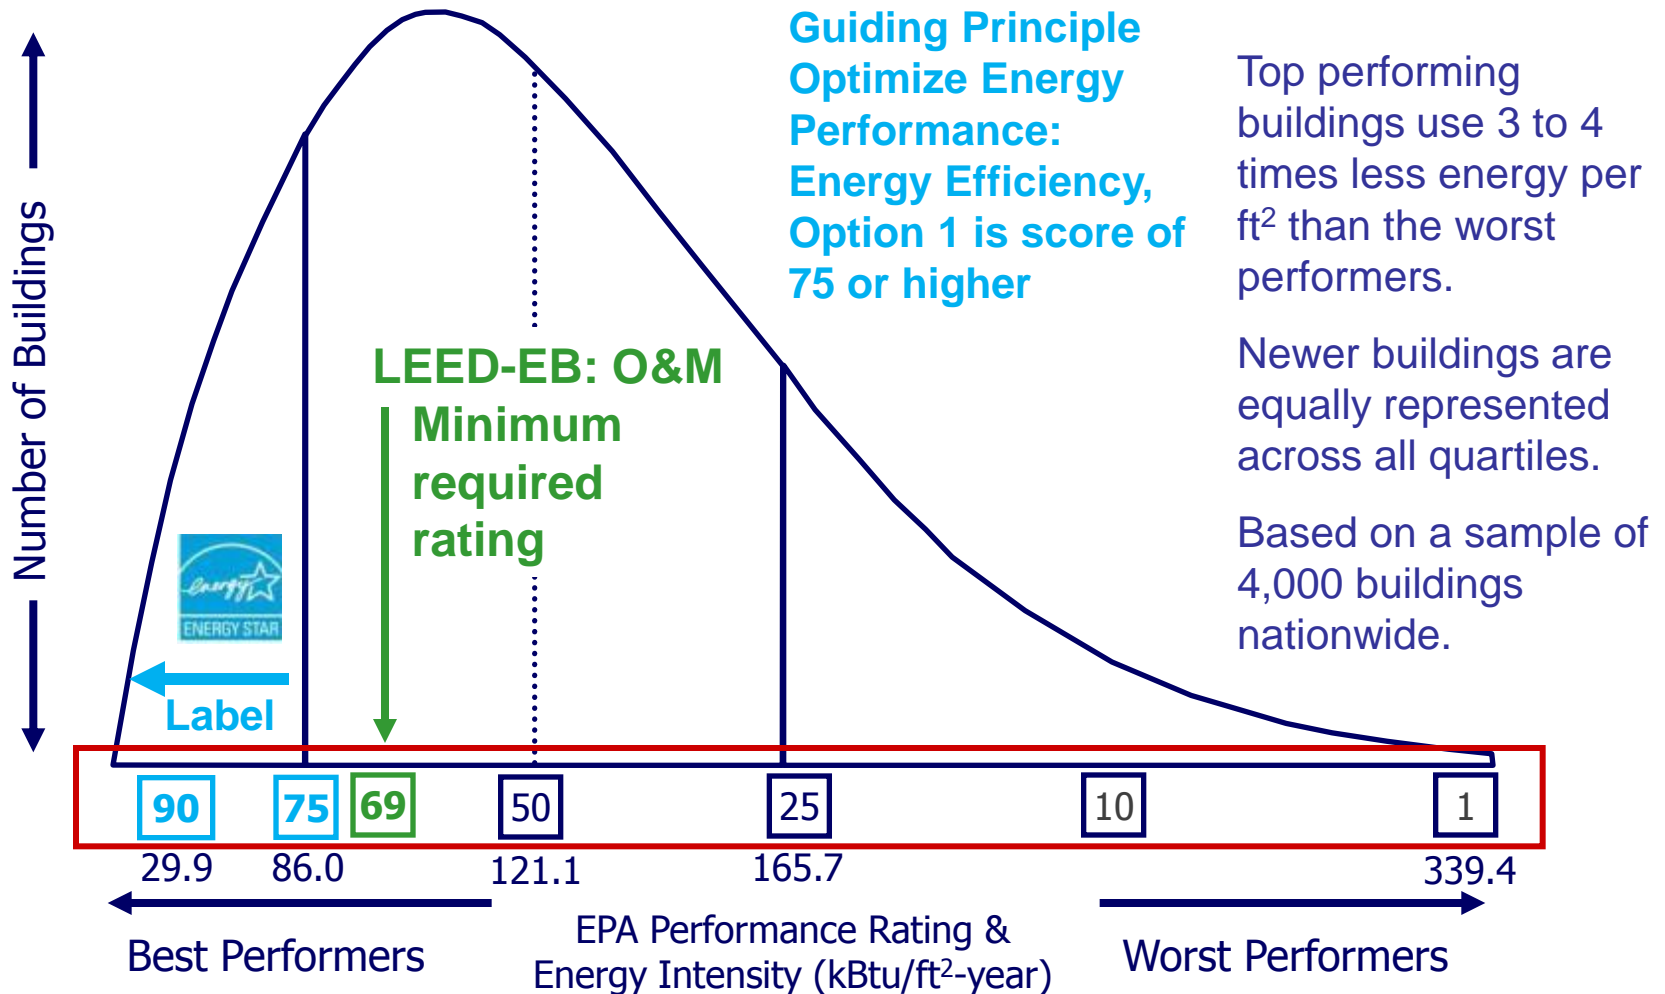 Guiding Principle
Optimize Energy
Performance:
Energy Efficiency,
Option 1 is score of
75 or higher
Top performing
buildings use 3 to 4
times less energy per
ft² than the worst
performers.
Newer buildings are
equally represented
across all quartiles.
Based on a sample of
4,000 buildings
nationwide.
Number of Buildings
LEED-EB: O&M
Minimum
required
rating
energy
ENERGY STAR
Label
90 75 69 50 25 10 1
29.9 86.0 121.1 165.7 339.4
Best Performers
EPA Performance Rating &
Energy Intensity (kBtu/ft²-year)
Worst Performers